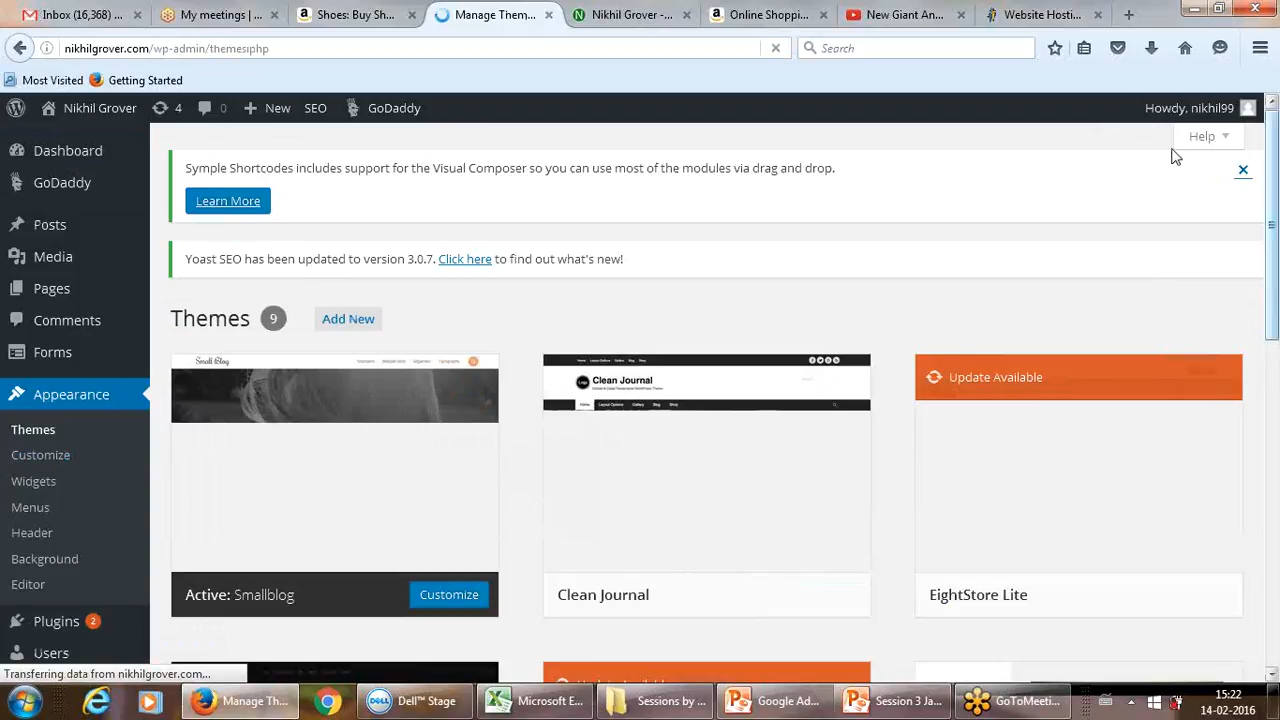 Inbox (16,368)
My meetings |
Shoes: Buy Sh...
Manage Them...
Nikhil Grover -...
Online Shoppi...
New Giant An...
Website Hosti...
nikhilgrover.com/wp-admin/themes.php
Search
Most Visited
Getting Started
Nikhil Grover
4
0
New
SEO
GoDaddy
Howdy, nikhil99
Help
Dashboard
GoDaddy
Posts
Media
Pages
Comments
Forms
Appearance
Themes
Customize
Widgets
Menus
Header
Background
Editor
Plugins 2
Users
Symple Shortcodes includes support for the Visual Composer so you can use most of the modules via drag and drop.
Learn More
Yoast SEO has been updated to version 3.0.7. Click here to find out what's new!
Themes 9 Add New
Small Blog
Clean Journal
Update Available
Active: Smallblog
Customize
Clean Journal
EightStore Lite
Transferring data from nikhilgrover.com...
Manage Th...
Dell™ Stage
Microsoft E...
Sessions by ...
Google Ad...
Session 3 Ja...
GoToMeeti...
15:22
14-02-2016